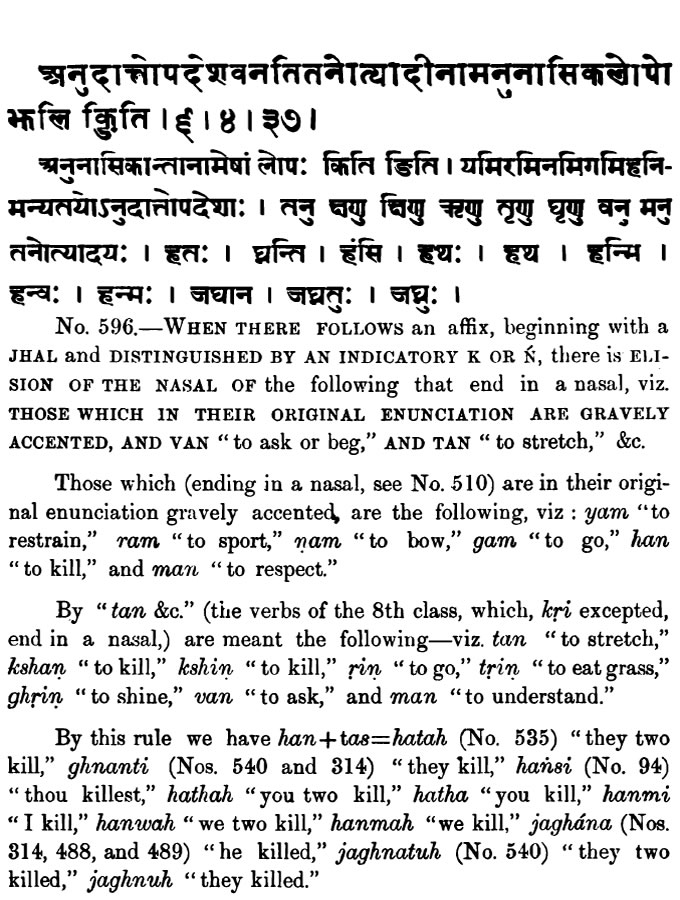 अनुदात्तोपदेशवनतितनोत्यादीनामनुनासिकलोपो
झलि क्ङिति । ६ । ४ । ३७ ।
अनुनासिकान्तानामेषां लोपः किति ङिति । यमिरमिनमिगमिहनि-
मन्यतयोऽनुदात्तोपदेशाः । तनु क्षणु क्षिणु ऋणु तृणु घृणु वनु मनु
तनोत्यादयः । हतः । घ्नन्ति । हंसि । हथः । हथ । हन्मि ।
हन्वः । हन्मः । जघान । जघ्नतुः । जघ्नुः ।
No. 596.—WHEN THERE FOLLOWS an affix, beginning with a
JHAL and DISTINGUISHED BY AN INDICATORY K OR Ṅ, there is ELI-
SION OF THE NASAL OF the following that end in a nasal, viz.
THOSE WHICH IN THEIR ORIGINAL ENUNCIATION ARE GRAVELY
ACCENTED, AND VAN “to ask or beg,” AND TAN “to stretch,” &c.
Those which (ending in a nasal, see No. 510) are in their origi-
nal enunciation gravely accented, are the following, viz : yam “to
restrain,” ram “to sport,” ṇam “to bow,” gam “to go,” han
“to kill,” and man “to respect.”
By “tan &c.” (the verbs of the 8th class, which, kṛi excepted,
end in a nasal,) are meant the following—viz. tan “to stretch,”
kshaṇ “to kill,” kshiṇ “to kill,” ṛiṇ “to go,” tṛiṇ “to eat grass,”
ghṛiṇ “to shine,” van “to ask,” and man “to understand.”
By this rule we have han+tas=hatah (No. 535) “they two
kill,” ghnanti (Nos. 540 and 314) “they kill,” haṅsi (No. 94)
“thou killest,” hathah “you two kill,” hatha “you kill,” hanmi
“I kill,” hanwah “we two kill,” hanmah “we kill,” jaghána (Nos.
314, 488, and 489) “he killed,” jaghnatuh (No. 540) “they two
killed,” jaghnuh “they killed.”